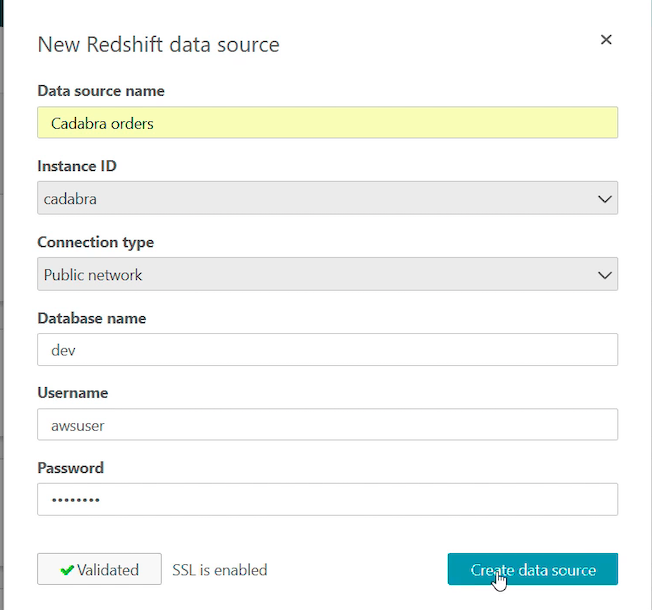 New Redshift data source
Data source name
Cadabra orders
Instance ID
cadabra
Connection type
Public network
Database name
dev
Username
awsuser
Password
••••••••
Validated SSL is enabled Create data source